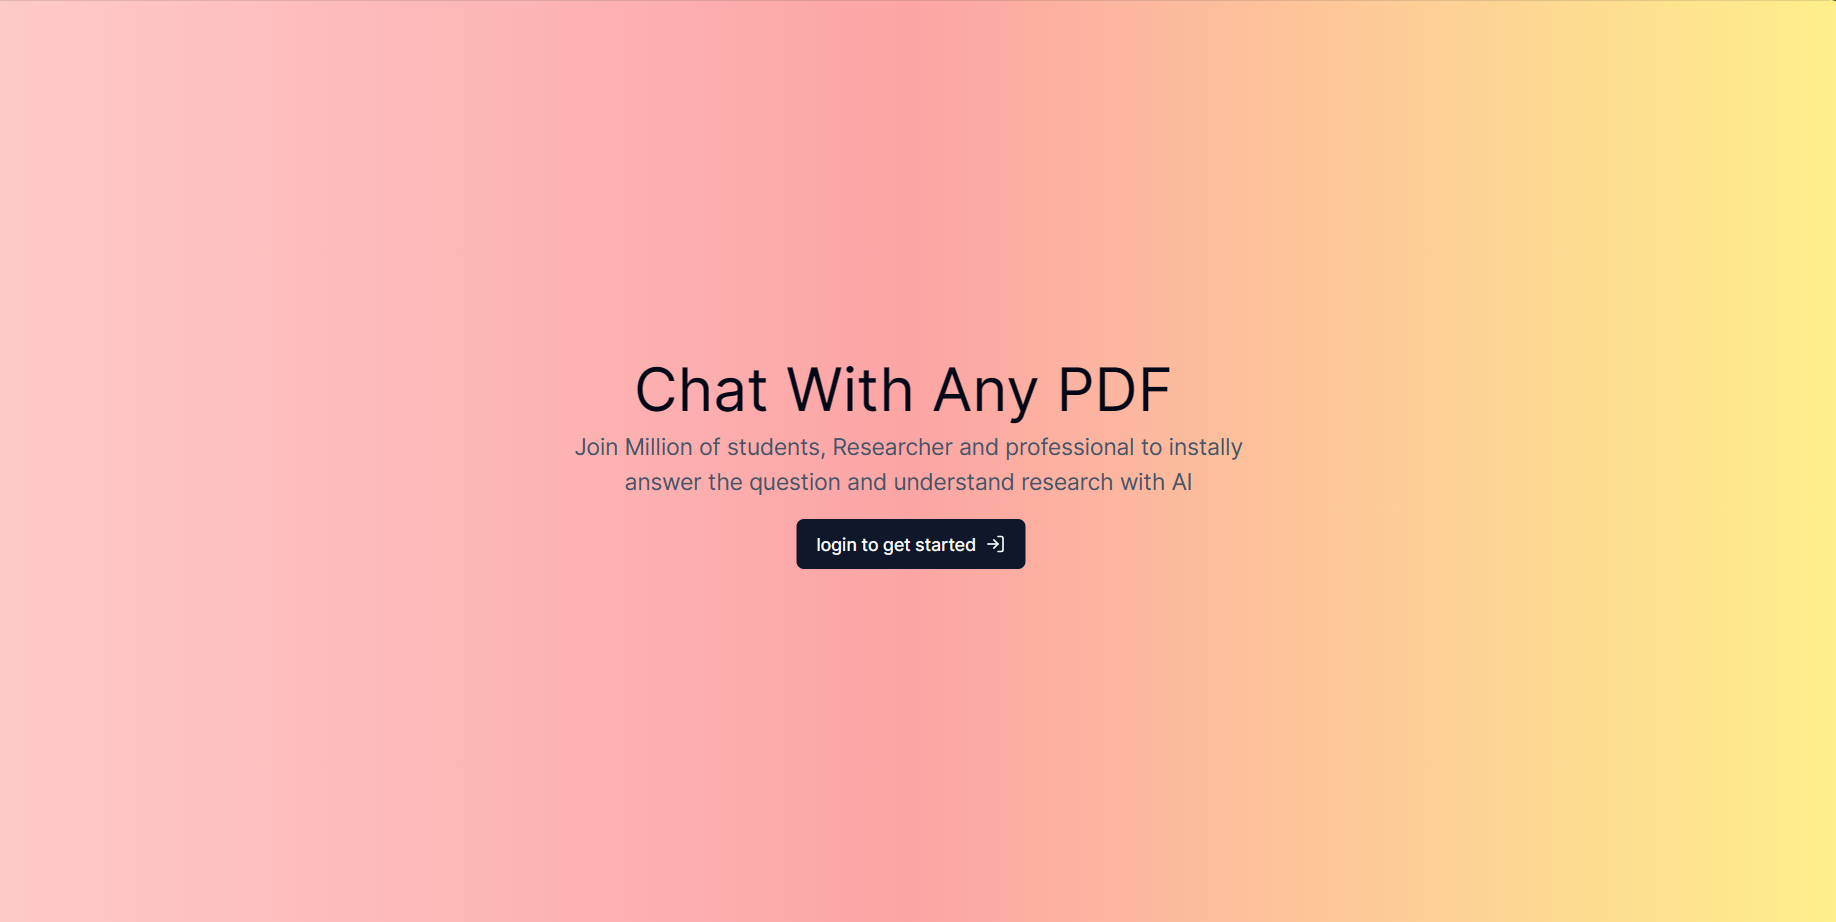 Chat With Any PDF
Join Million of students, Researcher and professional to instally
answer the question and understand research with AI
login to get started